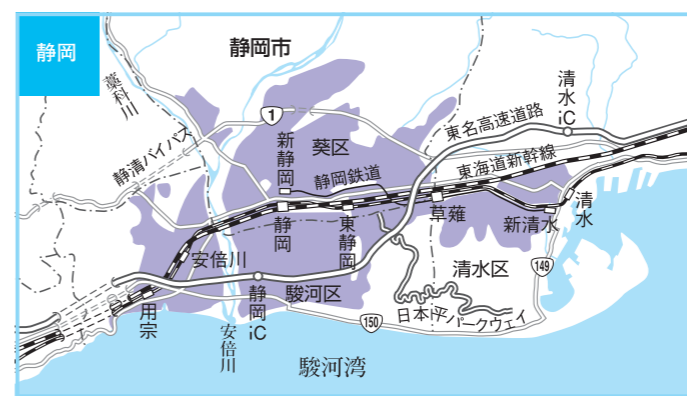 静岡
静岡市
藁科川
1
清水iC
東名高速道路
静清バイパス
新静岡
葵区
静岡鉄道
東海道新幹線
静岡
東静岡
草薙
新清水
清水
安倍川
静岡iC
駿河区
清水区
149
用宗
安倍川
150
日本平パークウェイ
駿河湾